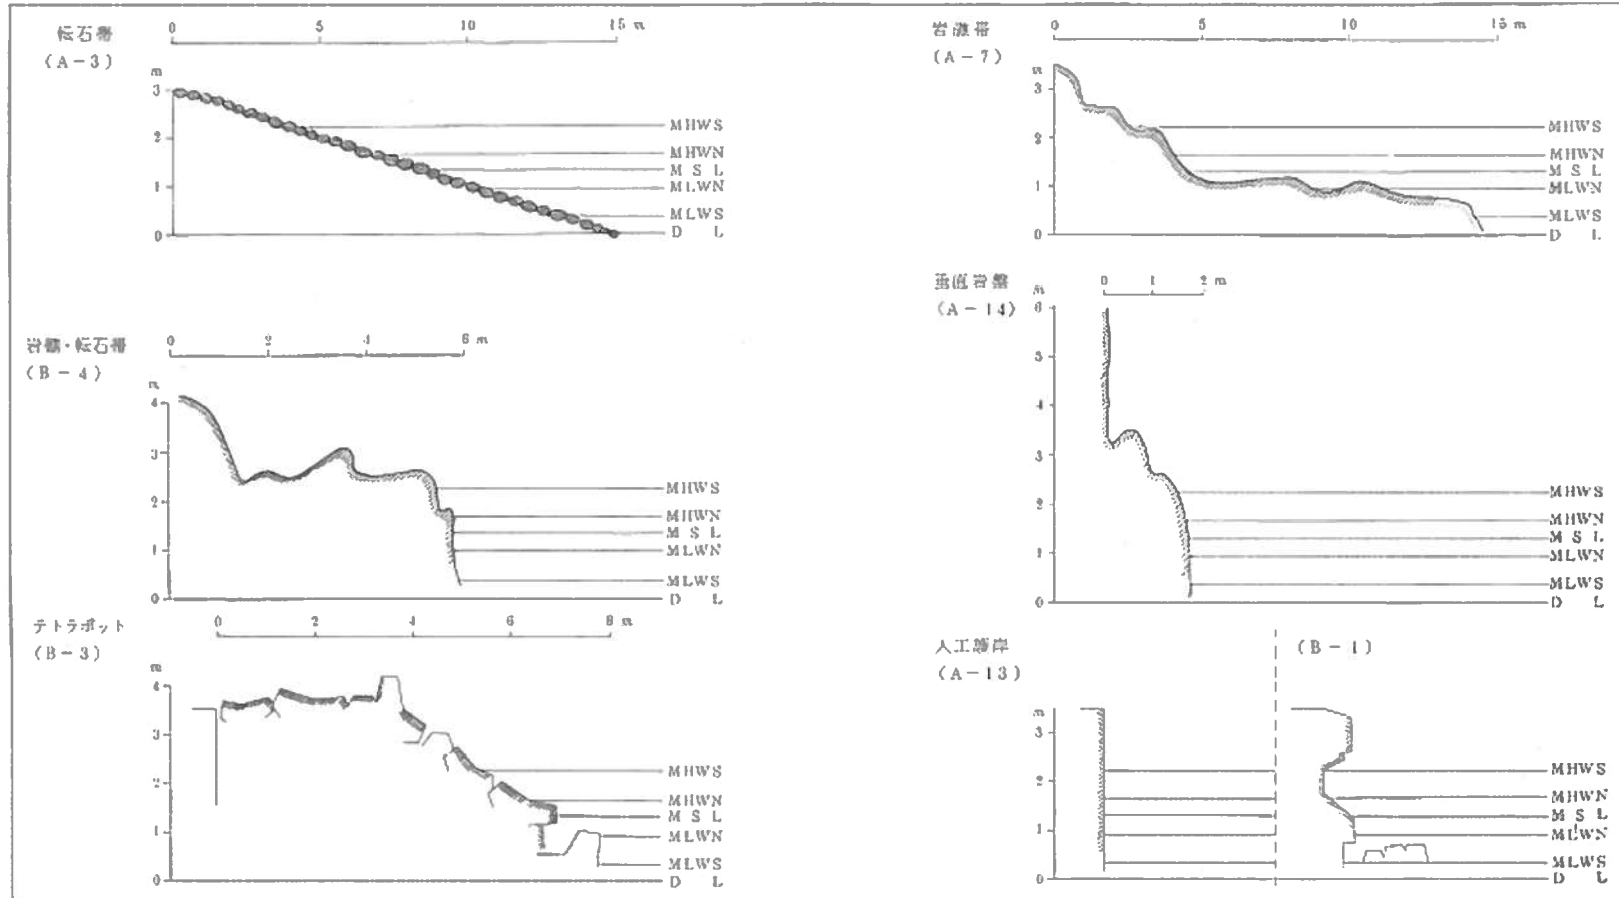 転石帯
(A-3)
0 5 10 15 m
m
3
2
1
0
MHWS
MHWN
M S L
MLWN
MLWS
D L
岩礁帯
(A-7)
0 5 10 15 m
m
3
2
1
0
MHWS
MHWN
M S L
MLWN
MLWS
D L
岩礁・転石帯
(B-4)
0 2 4 6 m
m
4
3
2
1
0
MHWS
MHWN
M S L
MLWN
MLWS
D L
垂直岩盤
(A-14)
0 1 2 m
m
6
5
4
3
2
1
0
MHWS
MHWN
M S L
MLWN
MLWS
D L
テトラポット
(B-3)
0 2 4 6 8 m
m
4
3
2
1
0
MHWS
MHWN
M S L
MLWN
MLWS
D L
人工護岸
(A-13)
(B-1)
m
3
2
1
0
MHWS
MHWN
M S L
MLWN
MLWS
D L